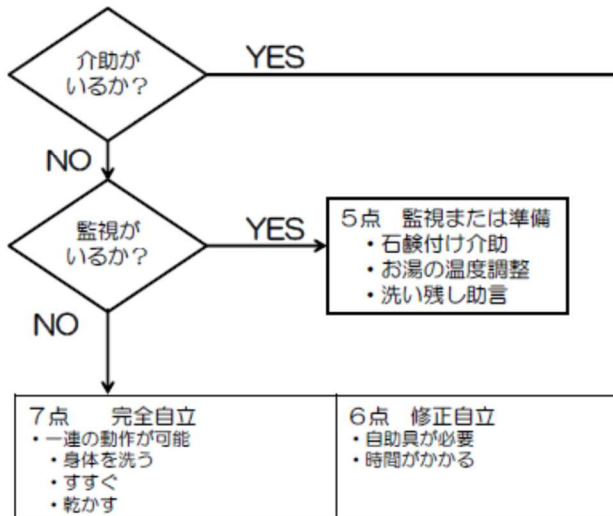 介助が
いるか？
YES
NO
監視が
いるか？
YES
5点　監視または準備
・石鹸付け介助
・お湯の温度調整
・洗い残し助言
NO
7点　完全自立
・一連の動作が可能
・身体を洗う
・すすぐ
・乾かす
6点　修正自立
・自助具が必要
・時間がかかる